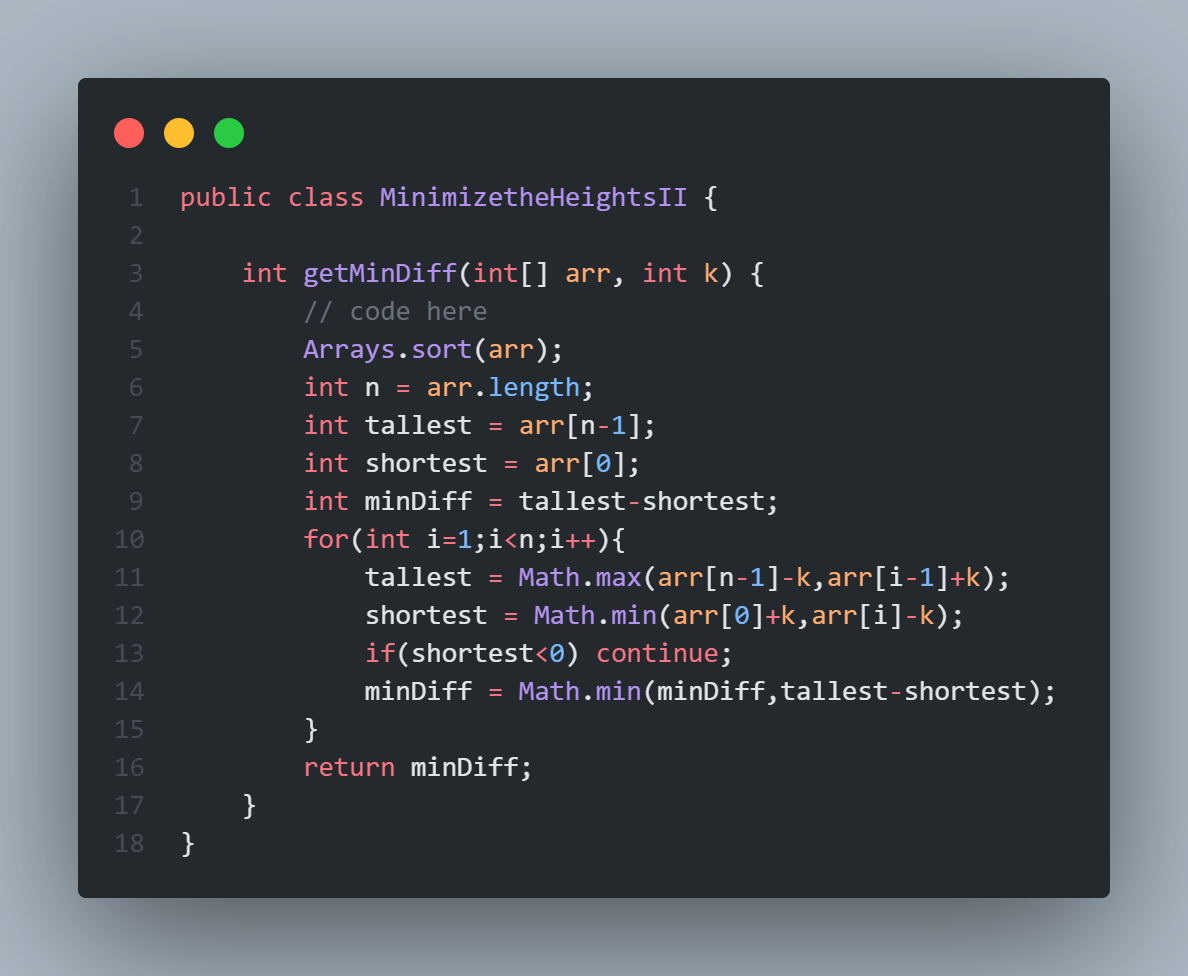 1 public class MinimizetheHeightsII {
2
3     int getMinDiff(int[] arr, int k) {
4         // code here
5         Arrays.sort(arr);
6         int n = arr.length;
7         int tallest = arr[n-1];
8         int shortest = arr[0];
9         int minDiff = tallest-shortest;
10         for(int i=1;i<n;i++){
11             tallest = Math.max(arr[n-1]-k,arr[i-1]+k);
12             shortest = Math.min(arr[0]+k,arr[i]-k);
13             if(shortest<0) continue;
14             minDiff = Math.min(minDiff,tallest-shortest);
15         }
16         return minDiff;
17     }
18 }